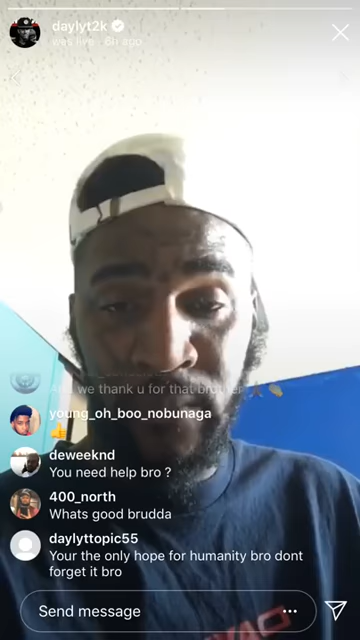 daylyt2k
was live · 6h ago
we thank u for that brother
young_oh_boo_nobunaga
👍
deweeknd
You need help bro ?
400_north
Whats good brudda
daylyttopic55
Your the only hope for humanity bro dont
forget it bro
Send message